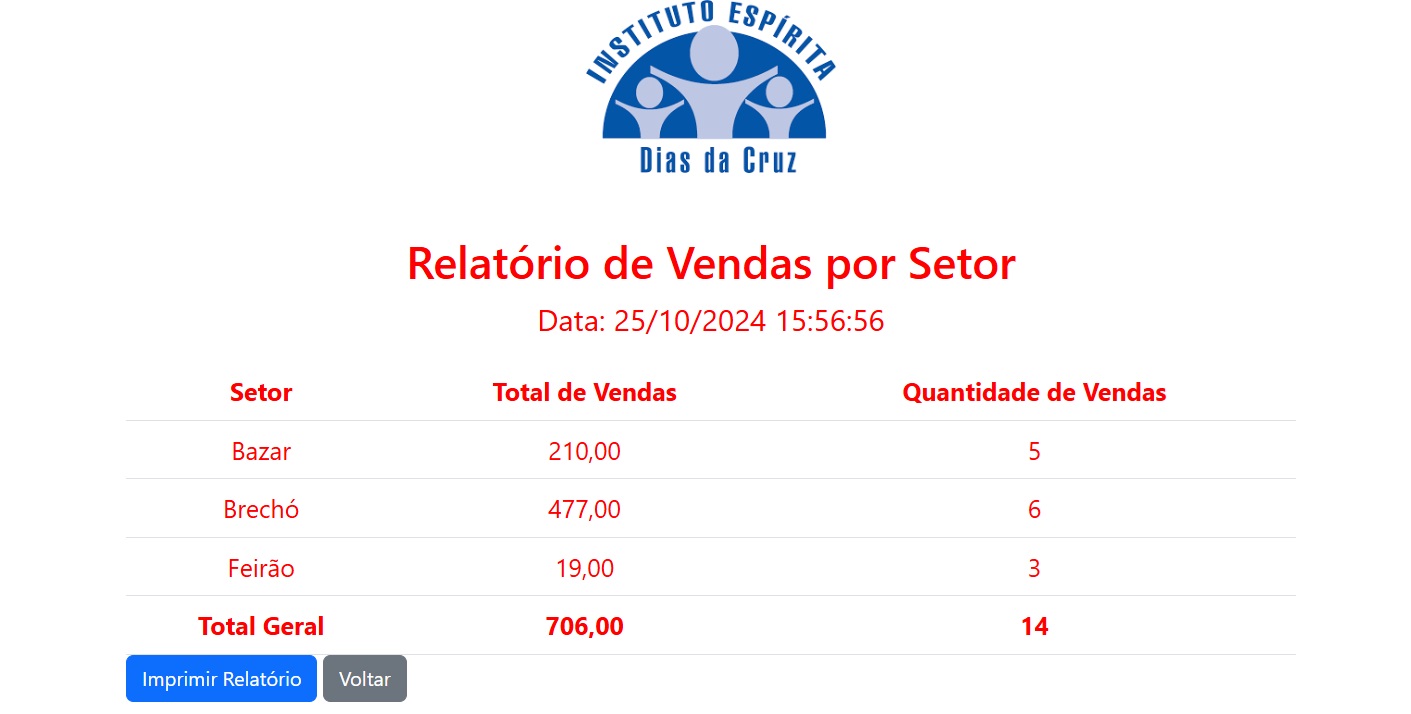 INSTITUTO ESPÍRITA
Dias da Cruz
Relatório de Vendas por Setor
Data: 25/10/2024 15:56:56
Setor Total de Vendas Quantidade de Vendas
Bazar 210,00 5
Brechó 477,00 6
Feirão 19,00 3
Total Geral 706,00 14
Imprimir Relatório Voltar